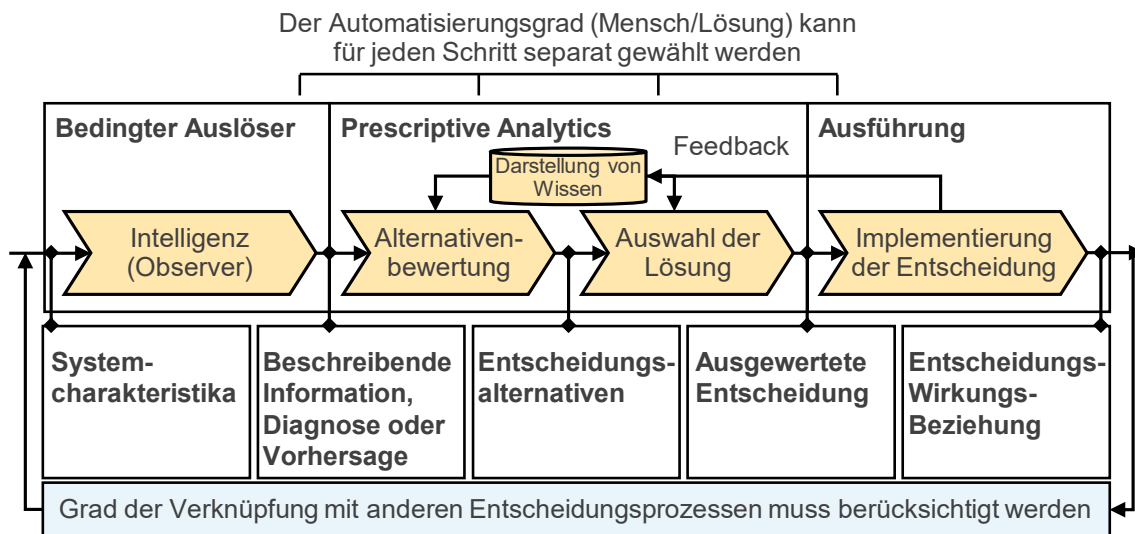 Der Automatisierungsgrad (Mensch/Lösung) kann
für jeden Schritt separat gewählt werden
Bedingter Auslöser
Prescriptive Analytics
Ausführung
Feedback
Darstellung von
Wissen
Intelligenz
(Observer)
Alternativen-
bewertung
Auswahl der
Lösung
Implementierung
der Entscheidung
System-
charakteristika
Beschreibende
Information,
Diagnose oder
Vorhersage
Entscheidungs-
alternativen
Ausgewertete
Entscheidung
Entscheidungs-
Wirkungs-
Beziehung
Grad der Verknüpfung mit anderen Entscheidungsprozessen muss berücksichtigt werden